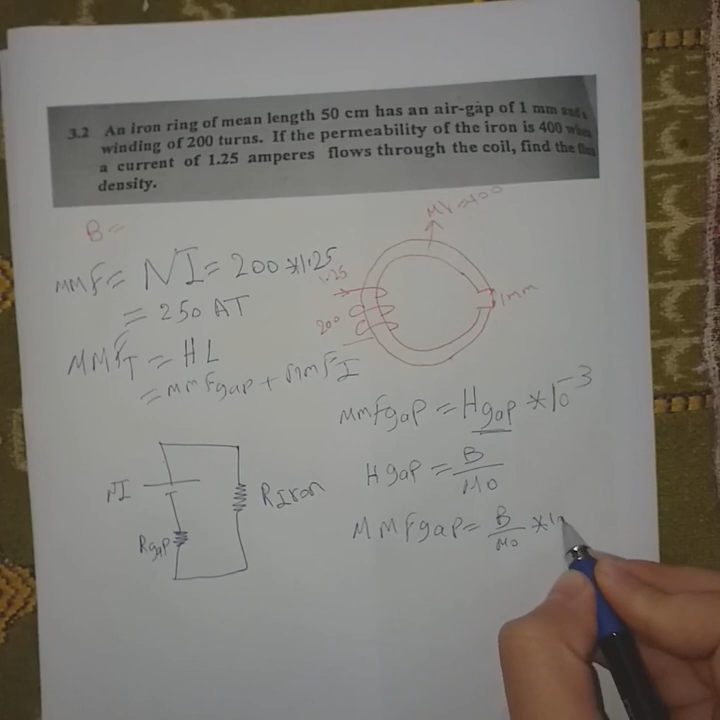 3.2 An iron ring of mean length 50 cm has an air-gap of 1 mm and a
winding of 200 turns. If the permeability of the iron is 400 when
a current of 1.25 amperes flows through the coil, find the flux
density.
B=
MMF= NI= 200*1.25
= 250 AT
MMFT = HL
= mmFgap + mmFI
Mr=400
1.25
200
1mm
mmfgap = Hgap * 10^-3
Hgap = B/M0
MMFgap= B/M0 *10
NI
Rgap
RIron